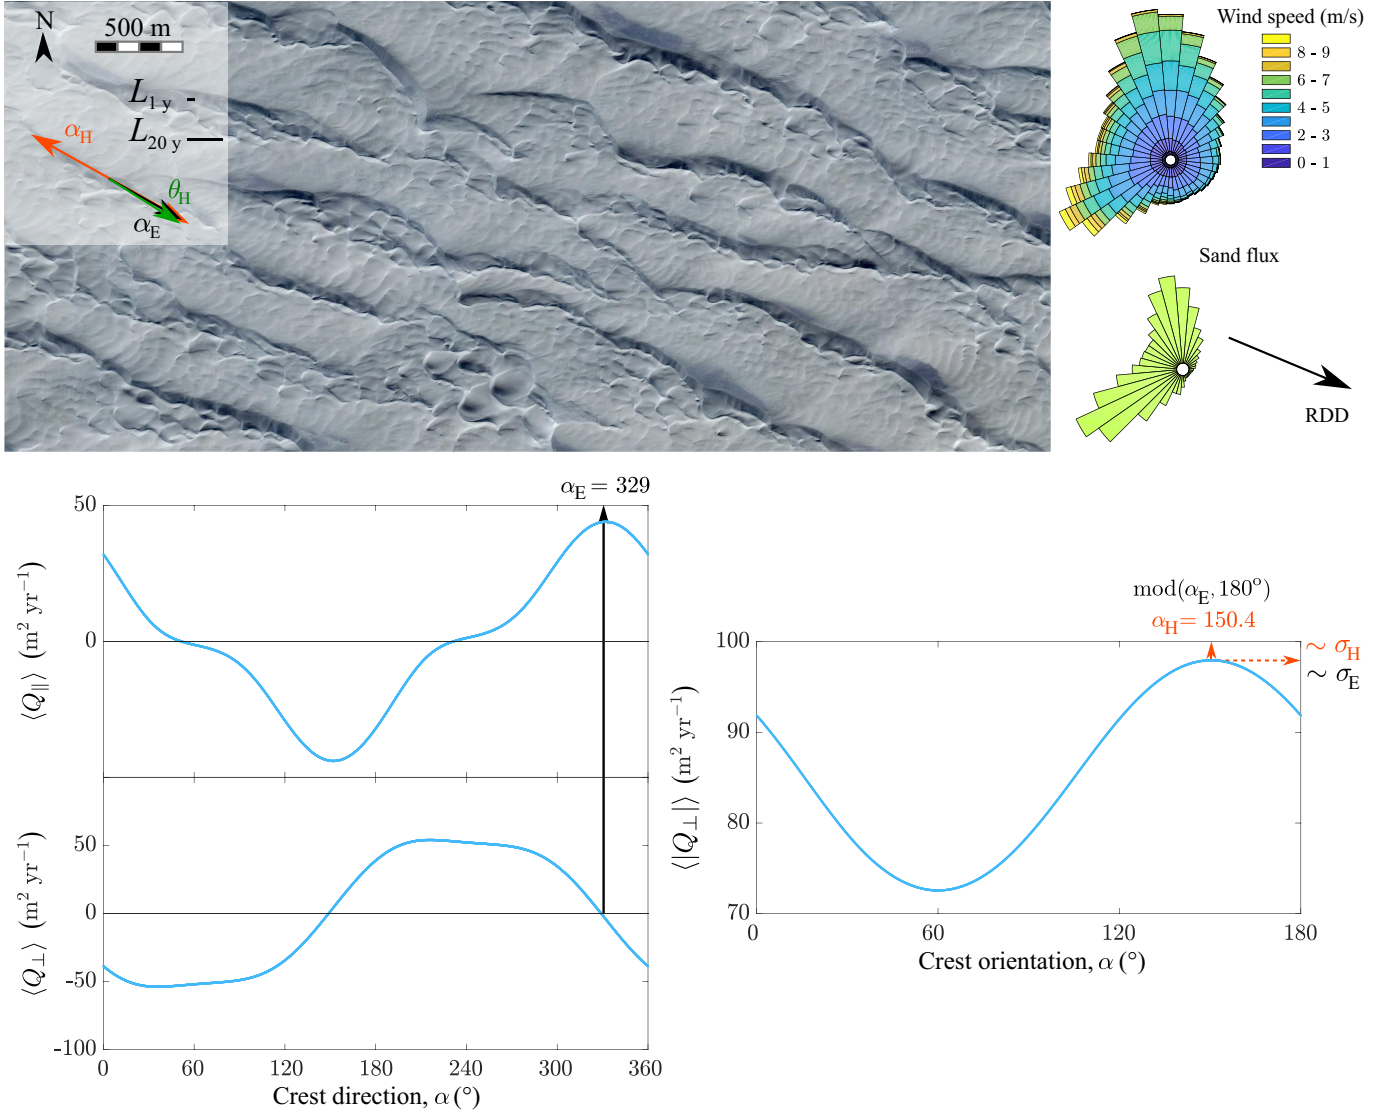 N
500 m
L1 y
L20 y
αH
θH
αE
Wind speed (m/s)
8 - 9
6 - 7
4 - 5
2 - 3
0 - 1
Sand flux
RDD
αE = 329
50
0
⟨Q∥⟩ (m² yr⁻¹)
50
0
-50
-100
⟨Q⊥⟩ (m² yr⁻¹)
0 60 120 180 240 300 360
Crest direction, α (°)
mod(αE, 180°)
αH = 150.4
∼ σH
∼ σE
100
90
80
70
⟨|Q⊥|⟩ (m² yr⁻¹)
0 60 120 180
Crest orientation, α (°)